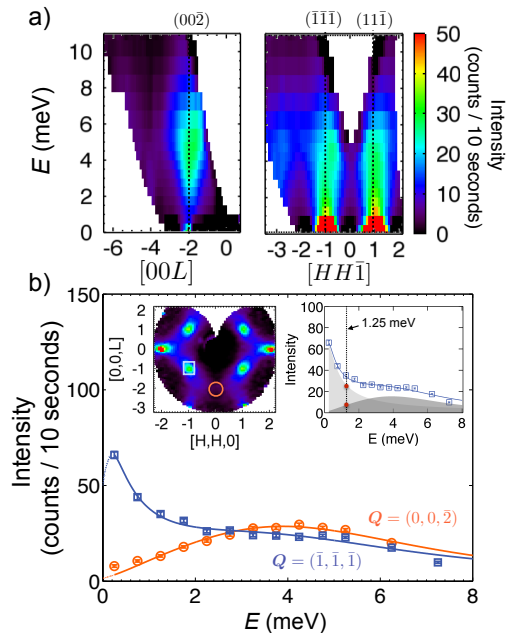 a)
(00$\bar{2}$)
($\bar{1}\bar{1}\bar{1}$) (11$\bar{1}$)
10
8
6
4
2
0
E (meV)
-6 -4 -2 0
[00L]
-3 -2 -1 0 1 2
[HH$\bar{1}$]
50
40
30
20
10
0
Intensity
(counts / 10 seconds)
b)
150
100
50
0
Intensity
(counts / 10 seconds)
0 2 4 6 8
E (meV)
2
1
0
-1
-2
-3
[0,0,L]
-2 -1 0 1 2
[H,H,0]
100
80
60
40
20
0
Intensity
1.25 meV
0 2 4 6 8
E (meV)
Q = (0, 0, $\bar{2}$)
Q = ($\bar{1}$, $\bar{1}$, $\bar{1}$)